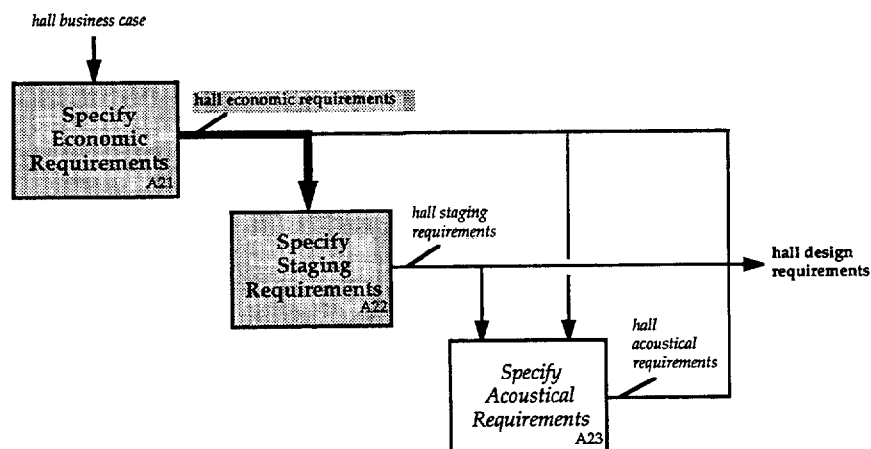 hall business case
Specify
Economic
Requirements
A21
hall economic requirements
Specify
Staging
Requirements
A22
hall staging
requirements
hall design
requirements
Specify
Acoustical
Requirements
A23
hall
acoustical
requirements